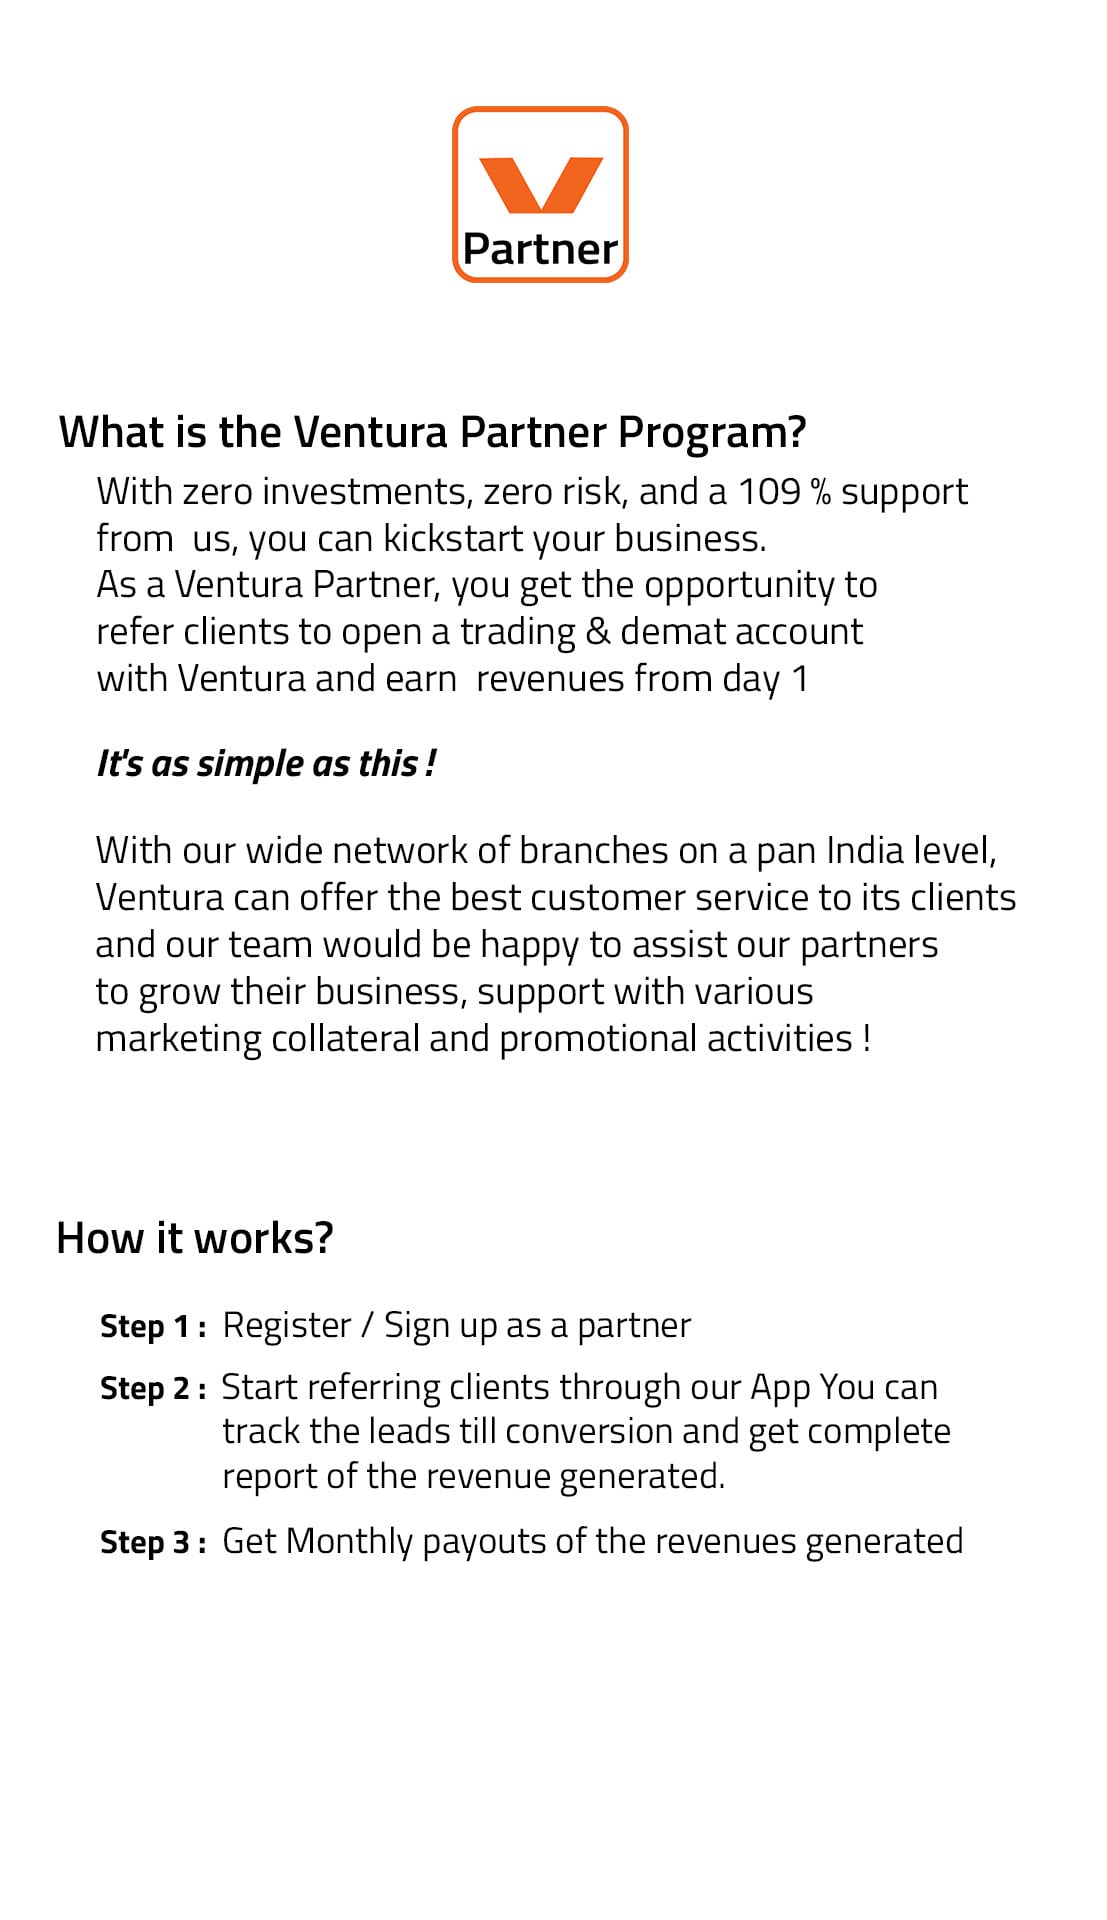 Partner
What is the Ventura Partner Program?
With zero investments, zero risk, and a 109 % support
from  us, you can kickstart your business.
As a Ventura Partner, you get the opportunity to
refer clients to open a trading & demat account
with Ventura and earn  revenues from day 1
It's as simple as this !
With our wide network of branches on a pan India level,
Ventura can offer the best customer service to its clients
and our team would be happy to assist our partners
to grow their business, support with various
marketing collateral and promotional activities !
How it works?
Step 1 : Register / Sign up as a partner
Step 2 : Start referring clients through our App You can
track the leads till conversion and get complete
report of the revenue generated.
Step 3 : Get Monthly payouts of the revenues generated